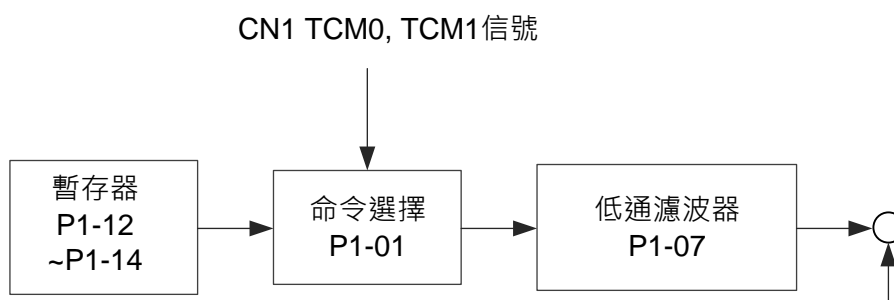 CN1 TCM0, TCM1信號
暫存器
P1-12
~P1-14
命令選擇
P1-01
低通濾波器
P1-07